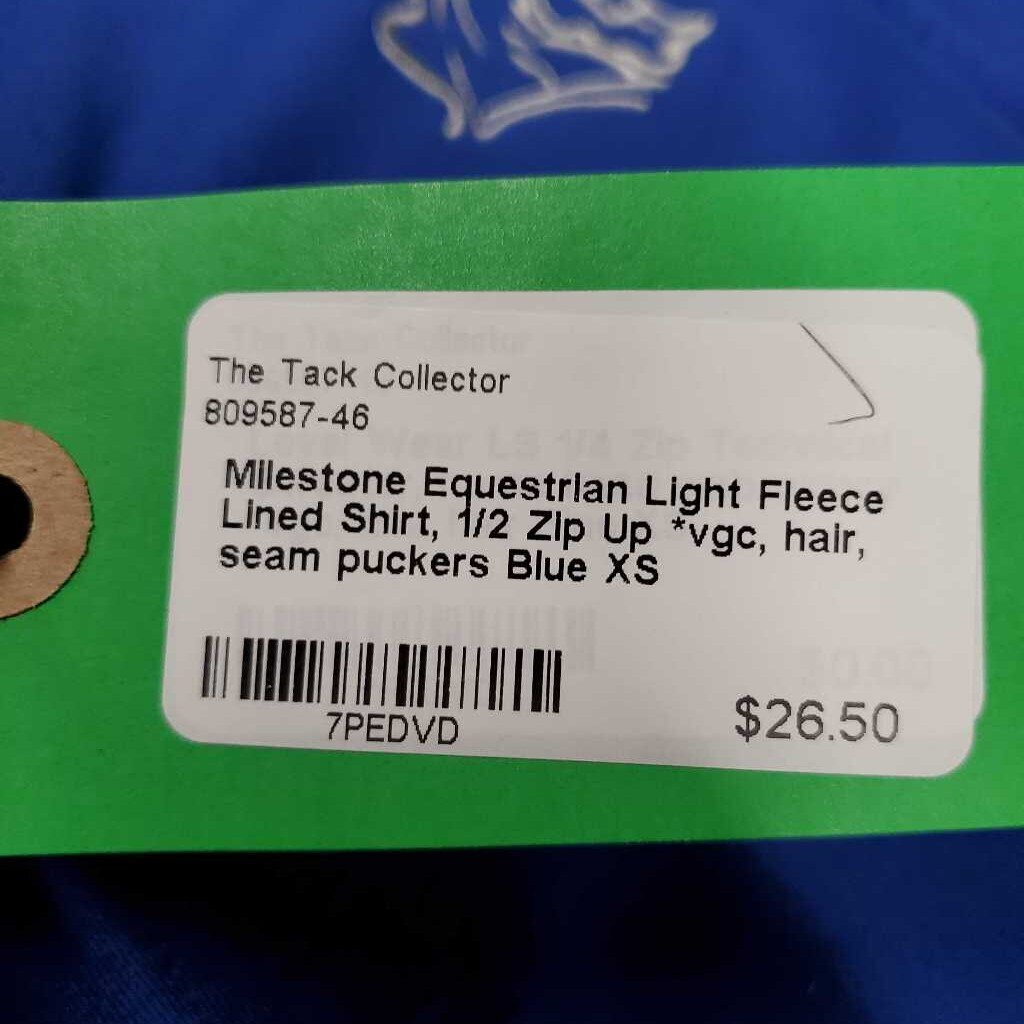 The Tack Collector
809587-46
Milestone Equestrian Light Fleece
Lined Shirt, 1/2 Zip Up *vgc, hair,
seam puckers Blue XS
7PEDVD
$26.50